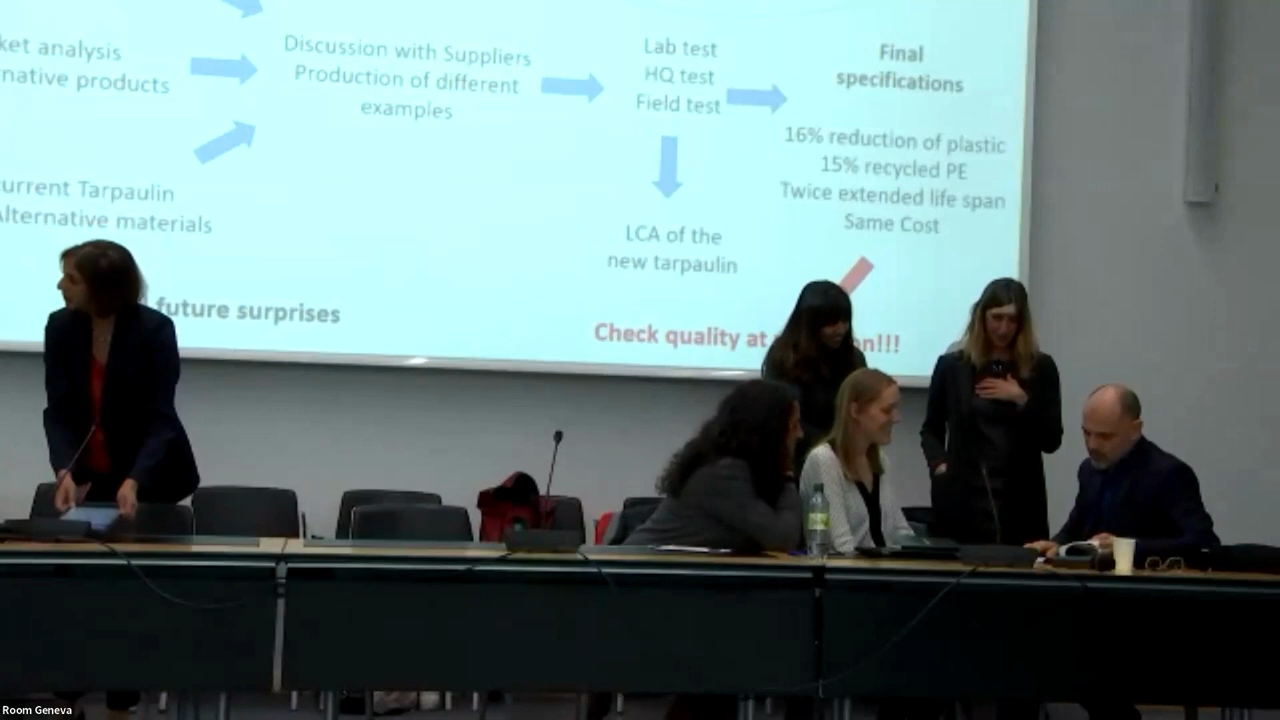 ket analysis
rnative products
Discussion with Suppliers
Production of different
examples
Lab test
HQ test
Field test
Final
specifications
16% reduction of plastic
15% recycled PE
Twice extended life span
Same Cost
urrent Tarpaulin
Alternative materials
LCA of the
new tarpaulin
future surprises
Check quality at n!!!
Room Geneva